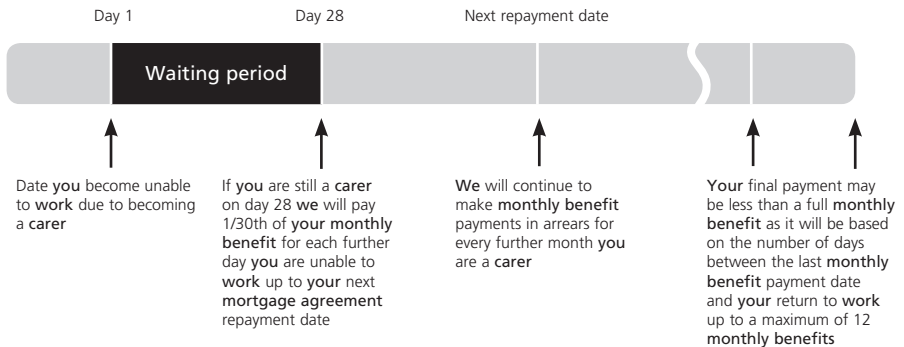 Day 1
Day 28
Next repayment date
Waiting period
Date you become unable
to work due to becoming
a carer
If you are still a carer
on day 28 we will pay
1/30th of your monthly
benefit for each further
day you are unable to
work up to your next
mortgage agreement
repayment date
We will continue to
make monthly benefit
payments in arrears for
every further month you
are a carer
Your final payment may
be less than a full monthly
benefit as it will be based
on the number of days
between the last monthly
benefit payment date
and your return to work
up to a maximum of 12
monthly benefits